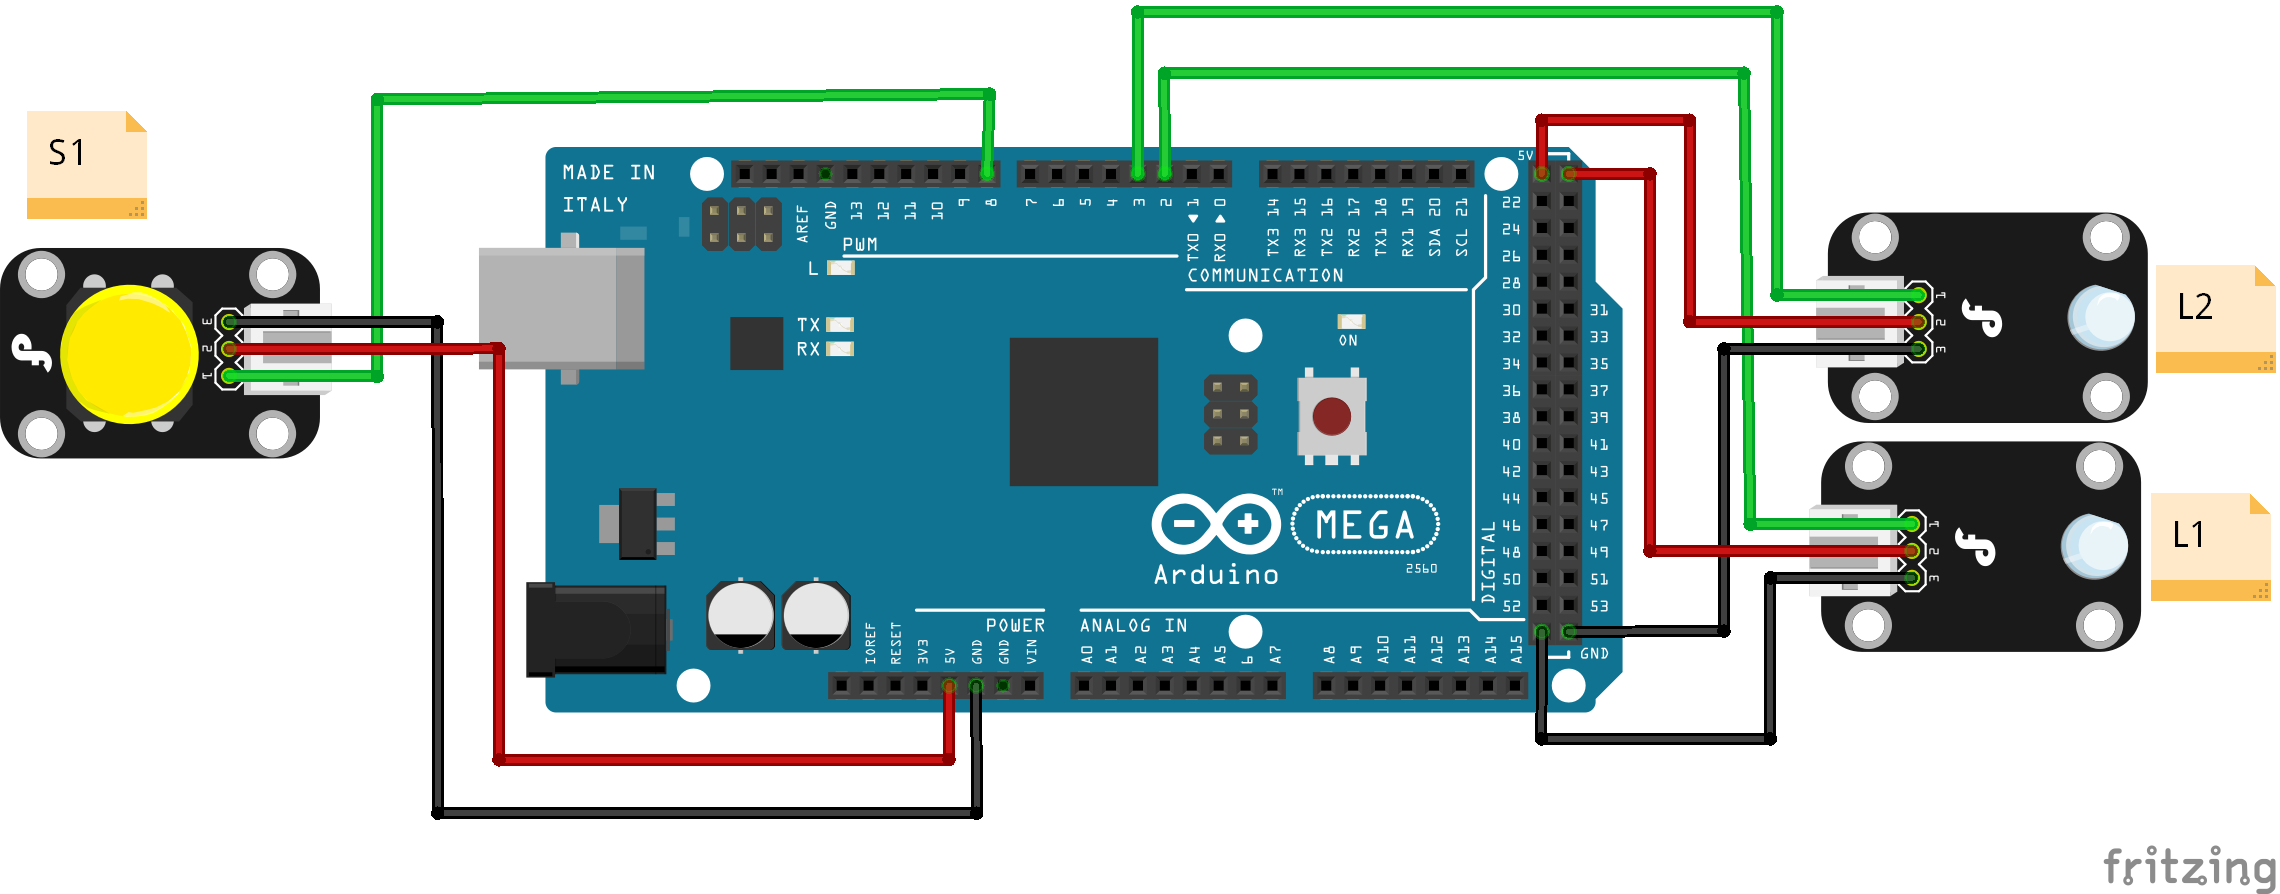 S1
MADE IN
ITALY
AREF
GND
13
12
11
10
9
8
7
6
5
4
3
2
TX0 1
RX0 0
TX3 14
RX3 15
TX2 16
RX2 17
TX1 18
RX1 19
SDA 20
SCL 21
PWM
L
COMMUNICATION
TX
RX
ON
5V
22
24
26
28
30 31
32 33
34 35
36 37
38 39
40 41
42 43
44 45
46 47
48 49
50 51
52 53
DIGITAL
GND
3
2
1
1
2
3
L2
1
2
3
L1
TM
MEGA
2560
Arduino
POWER
ANALOG IN
IOREF
RESET
3V3
5V
GND
GND
VIN
A0
A1
A2
A3
A4
A5
6
A7
A8
A9
A10
A11
A12
A13
A14
A15
fritzing